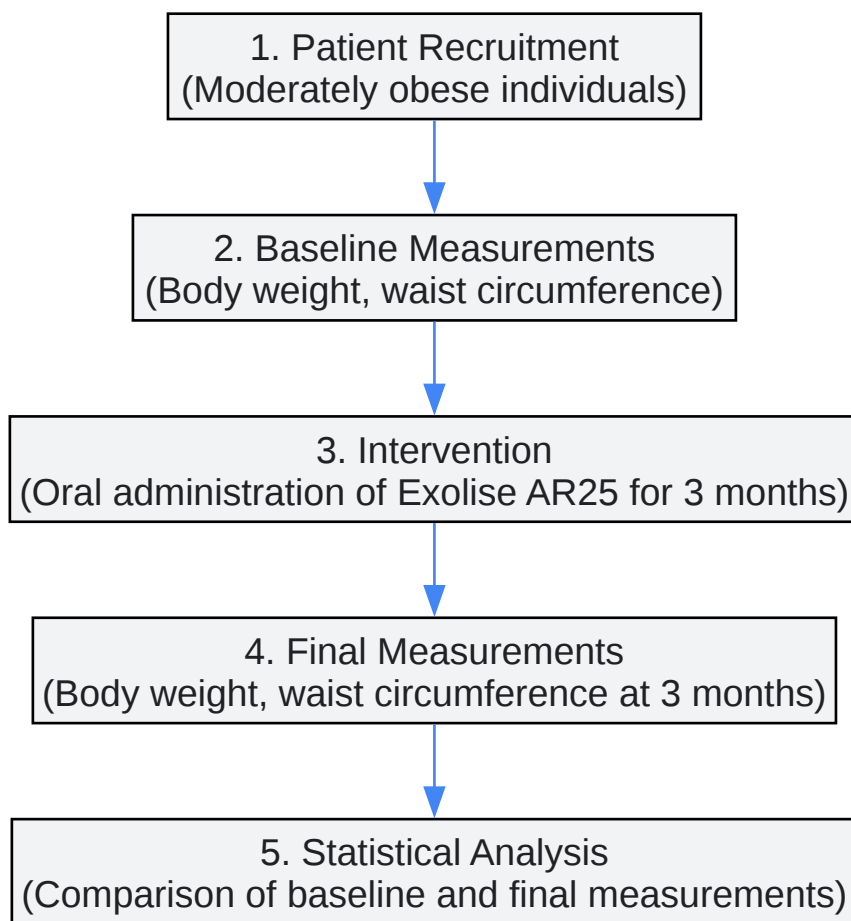 1. Patient Recruitment
(Moderately obese individuals)
2. Baseline Measurements
(Body weight, waist circumference)
3. Intervention
(Oral administration of Exolise AR25 for 3 months)
4. Final Measurements
(Body weight, waist circumference at 3 months)
5. Statistical Analysis
(Comparison of baseline and final measurements)